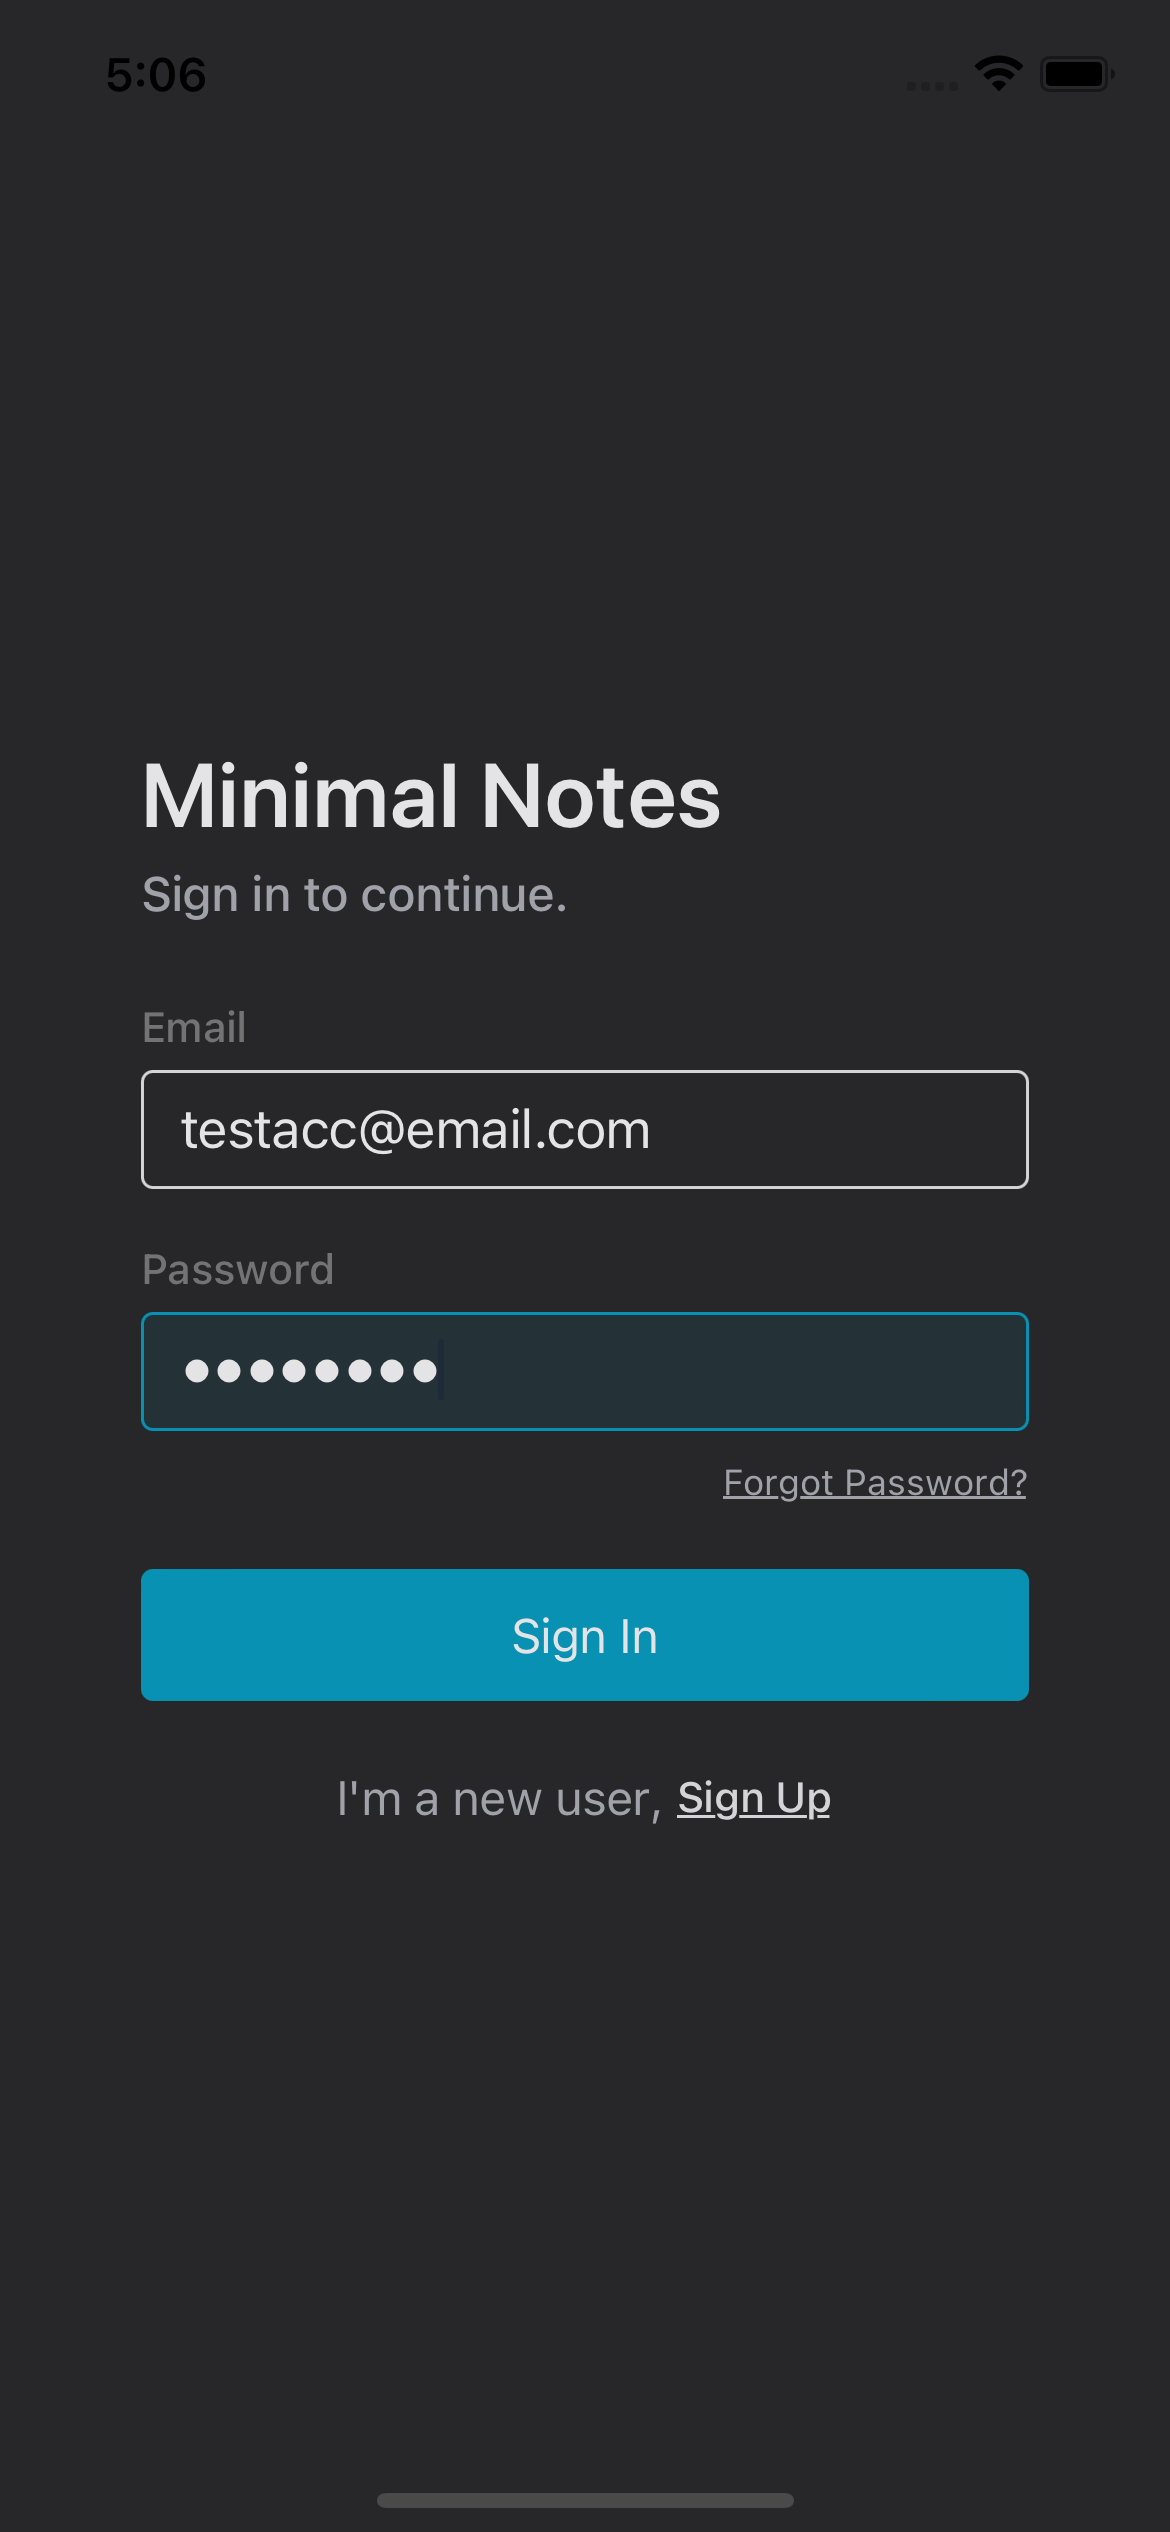 5:06
Minimal Notes
Sign in to continue.
Email
testacc@email.com
Password
••••••••
Forgot Password?
Sign In
I'm a new user, Sign Up